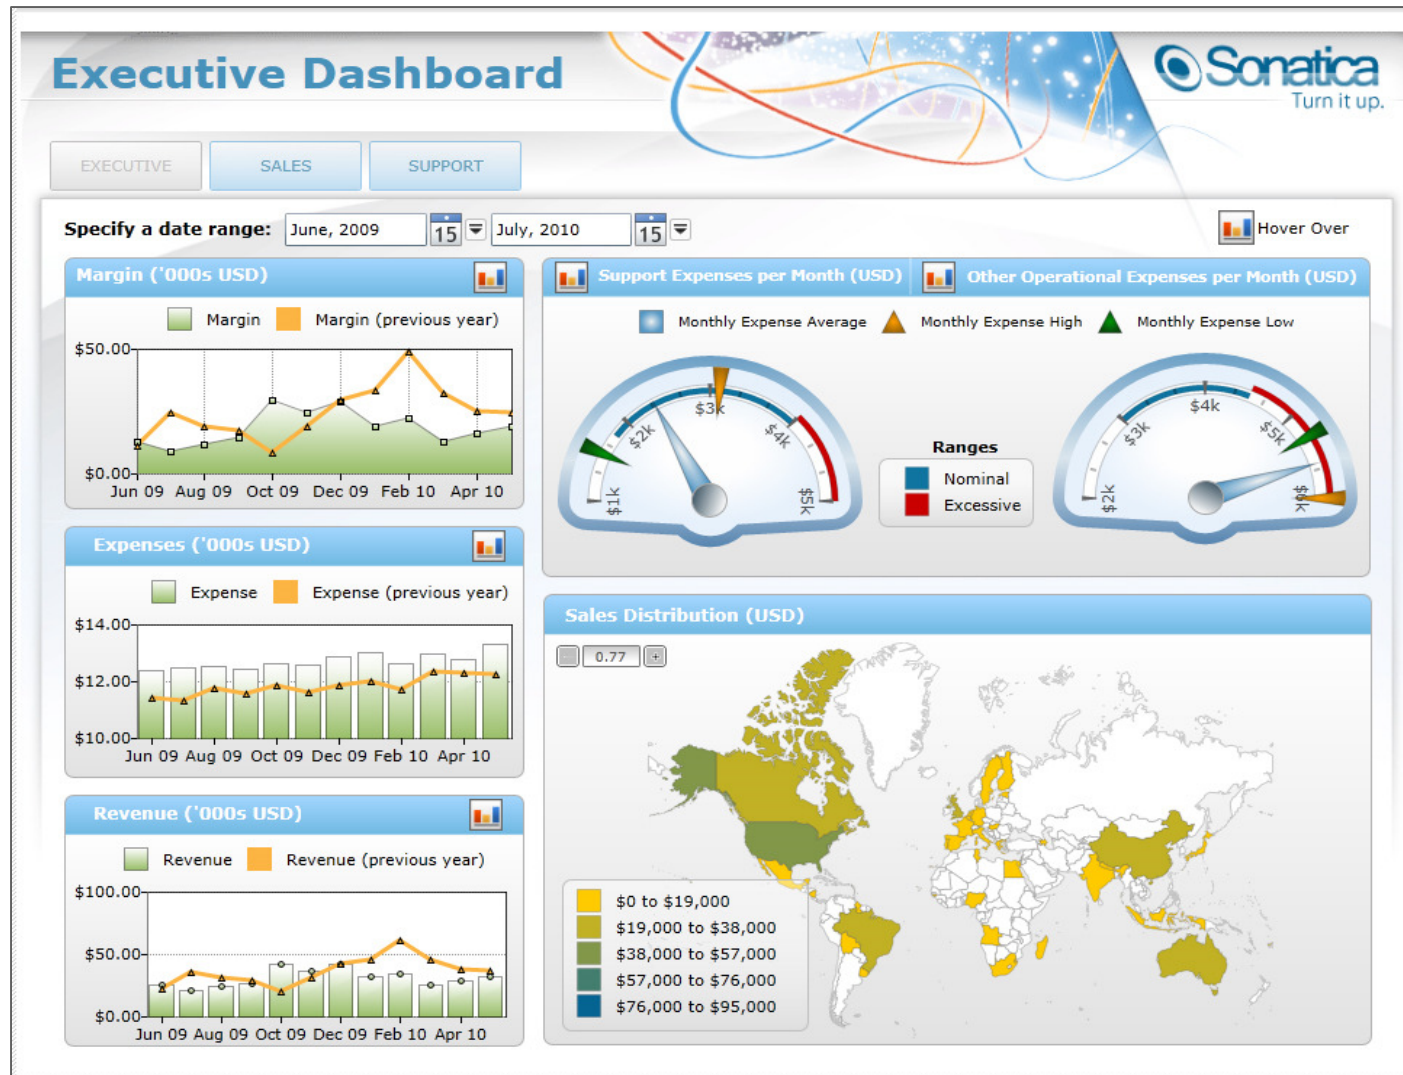 Executive Dashboard
Sonatica
Turn it up.
EXECUTIVE
SALES
SUPPORT
Specify a date range:
June, 2009
15
July, 2010
15
Hover Over
Margin ('000s USD)
Margin
Margin (previous year)
$50.00
$0.00
Jun 09 Aug 09 Oct 09 Dec 09 Feb 10 Apr 10
Expenses ('000s USD)
Expense
Expense (previous year)
$14.00
$12.00
$10.00
Jun 09 Aug 09 Oct 09 Dec 09 Feb 10 Apr 10
Revenue ('000s USD)
Revenue
Revenue (previous year)
$100.00
$50.00
$0.00
Jun 09 Aug 09 Oct 09 Dec 09 Feb 10 Apr 10
Support Expenses per Month (USD)
Other Operational Expenses per Month (USD)
Monthly Expense Average
Monthly Expense High
Monthly Expense Low
$1k
$2k
$3k
$4k
$5k
Ranges
Nominal
Excessive
$2k
$3k
$4k
$5k
$6k
Sales Distribution (USD)
0.77
$0 to $19,000
$19,000 to $38,000
$38,000 to $57,000
$57,000 to $76,000
$76,000 to $95,000